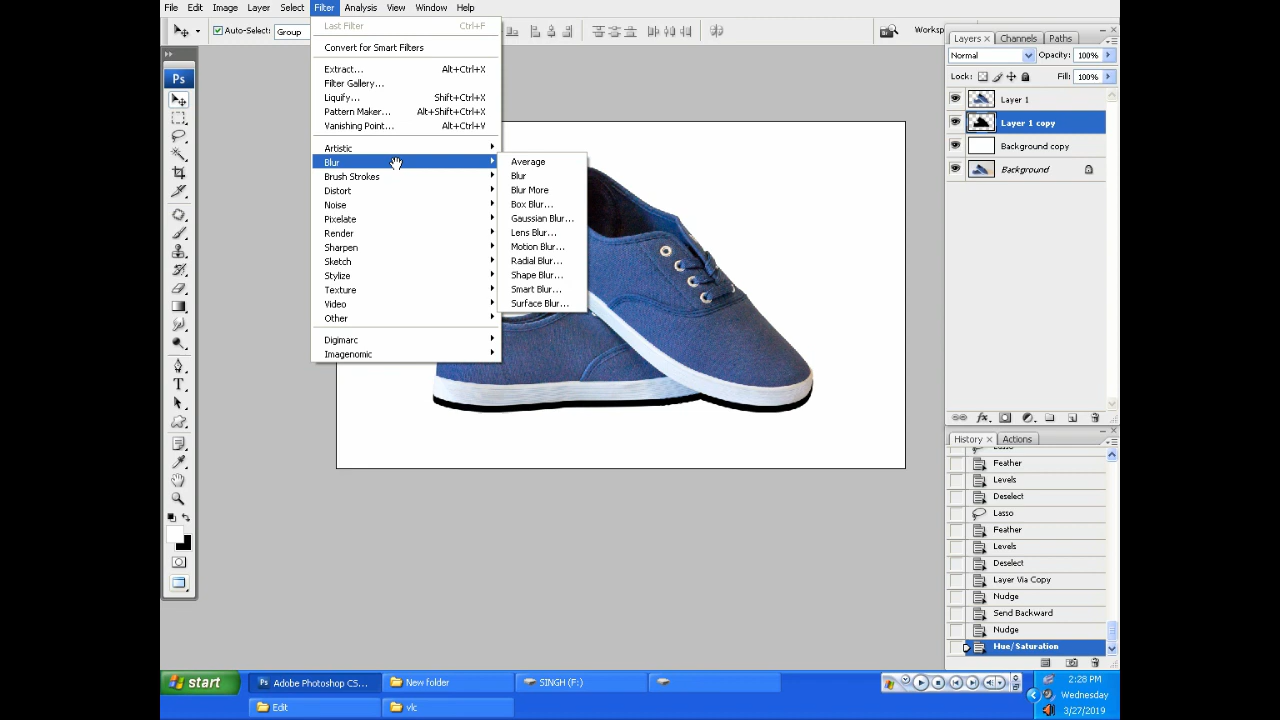 File Edit Image Layer Select Filter Analysis View Window Help
Auto-Select: Group
Worksp
Last Filter Ctrl+F
Convert for Smart Filters
Extract... Alt+Ctrl+X
Filter Gallery...
Liquify... Shift+Ctrl+X
Pattern Maker... Alt+Shift+Ctrl+X
Vanishing Point... Alt+Ctrl+V
Artistic
Blur
Brush Strokes
Distort
Noise
Pixelate
Render
Sharpen
Sketch
Stylize
Texture
Video
Other
Digimarc
Imagenomic
Average
Blur
Blur More
Box Blur...
Gaussian Blur...
Lens Blur...
Motion Blur...
Radial Blur...
Shape Blur...
Smart Blur...
Surface Blur...
Ps
T
Layers Channels Paths
Normal Opacity: 100%
Lock: Fill: 100%
Layer 1
Layer 1 copy
Background copy
Background
fx
History Actions
Lasso
Feather
Levels
Deselect
Lasso
Feather
Levels
Deselect
Layer Via Copy
Nudge
Send Backward
Nudge
Hue/Saturation
start
Ps Adobe Photoshop CS...
New folder
SINGH (F:)
Edit
vlc
2:28 PM
Wednesday
3/27/2019